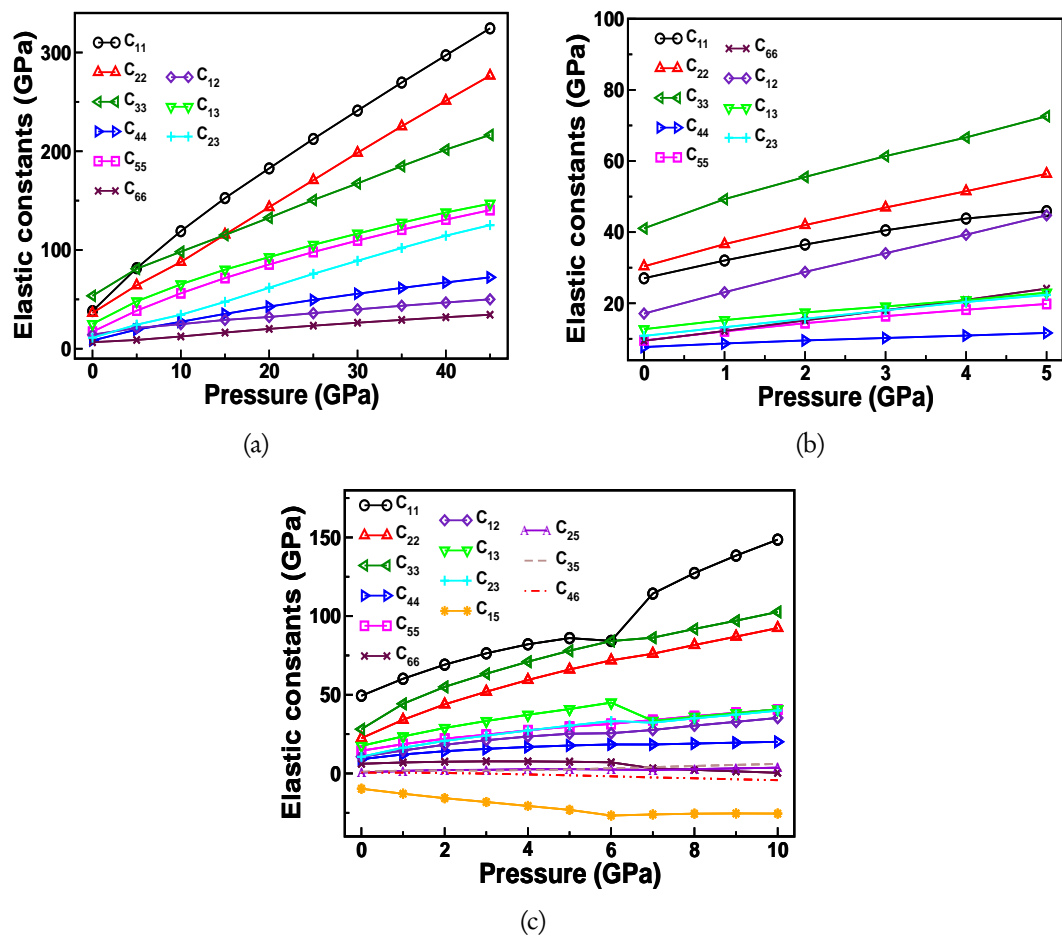 Elastic constants (GPa)
300
200
100
0
C11
C22
C33
C44
C55
C66
C12
C13
C23
0 10 20 30 40
Pressure (GPa)
(a)
Elastic constants (GPa)
100
80
60
40
20
C11
C22
C33
C44
C55
C66
C12
C13
C23
0 1 2 3 4 5
Pressure (GPa)
(b)
Elastic constants (GPa)
150
100
50
0
C11
C22
C33
C44
C55
C66
C12
C13
C23
C15
C25
C35
C46
0 2 4 6 8 10
Pressure (GPa)
(c)